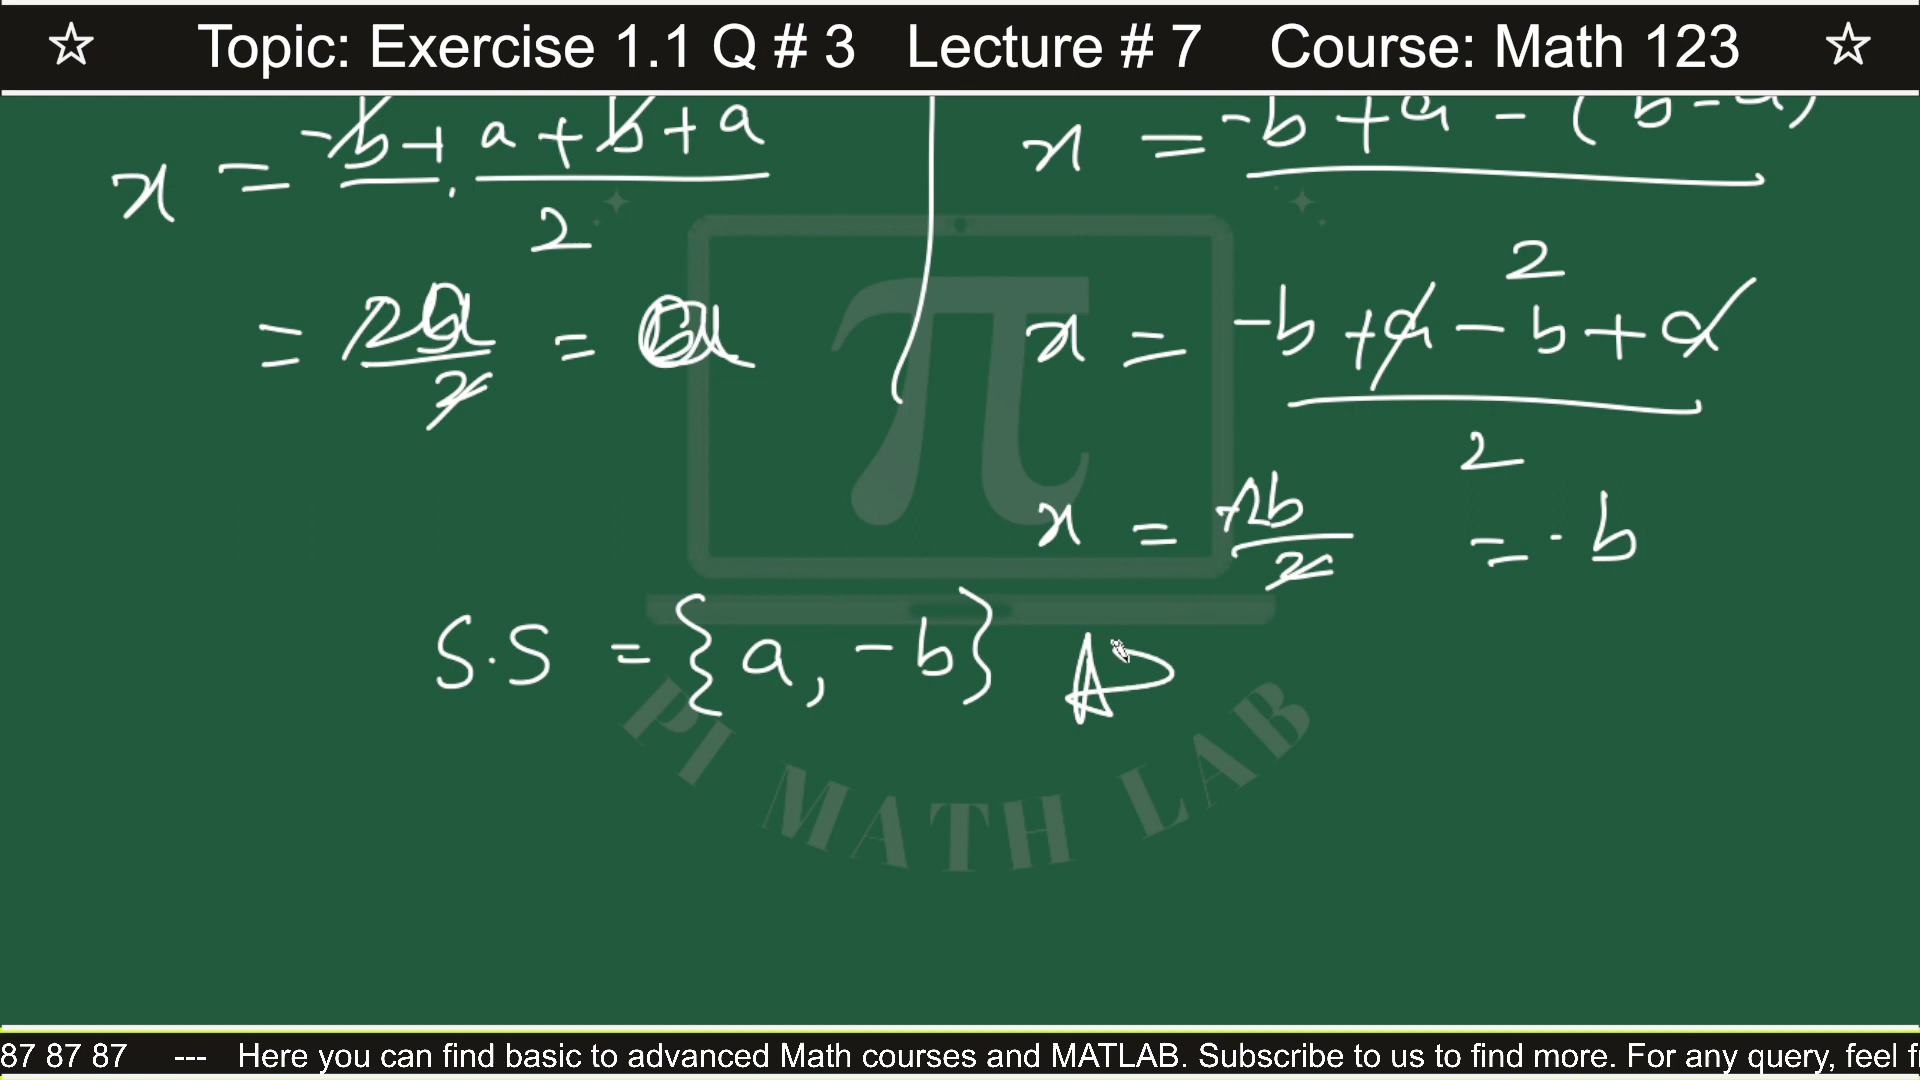 ☆ Topic: Exercise 1.1 Q # 3 Lecture # 7 Course: Math 123 ☆
x = -b + a + b + a / 2
= 2a / 2 =
x = -b + a - (b - a) / 2
x = -b + a - b + a / 2
x = -2b / 2 = -b
S.S = {a, -b}
PI MATH LAB
87 87 87 --- Here you can find basic to advanced Math courses and MATLAB. Subscribe to us to find more. For any query, feel